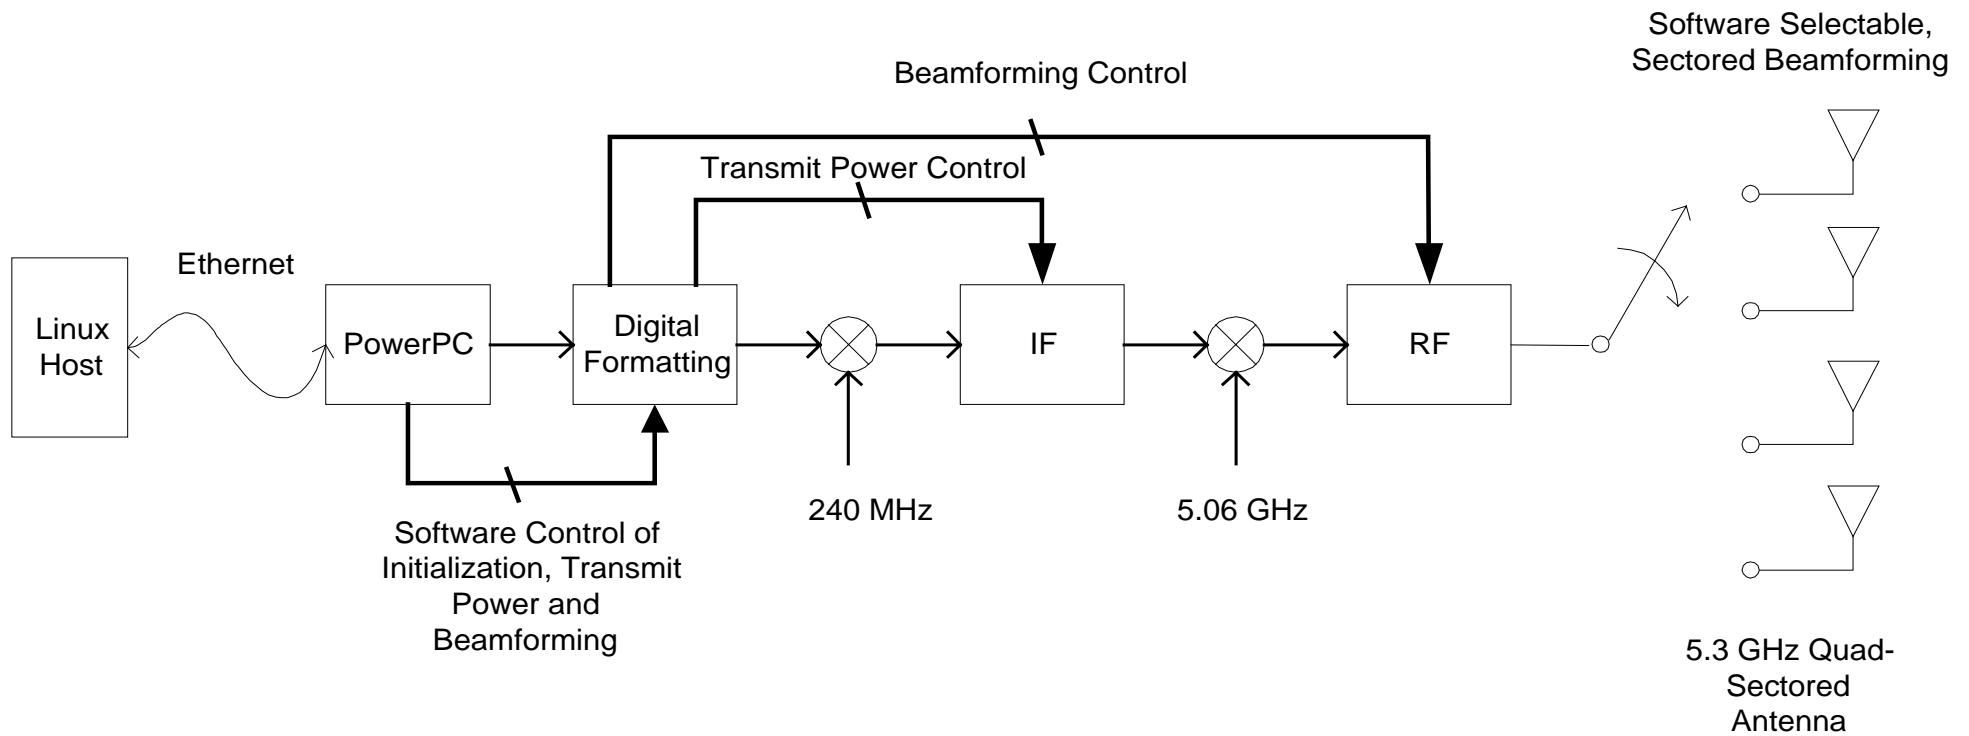 Software Selectable,
Sectored Beamforming
Beamforming Control
Transmit Power Control
Ethernet
Linux
Host
PowerPC
Digital
Formatting
IF
RF
240 MHz
5.06 GHz
Software Control of
Initialization, Transmit
Power and
Beamforming
5.3 GHz Quad-
Sectored
Antenna